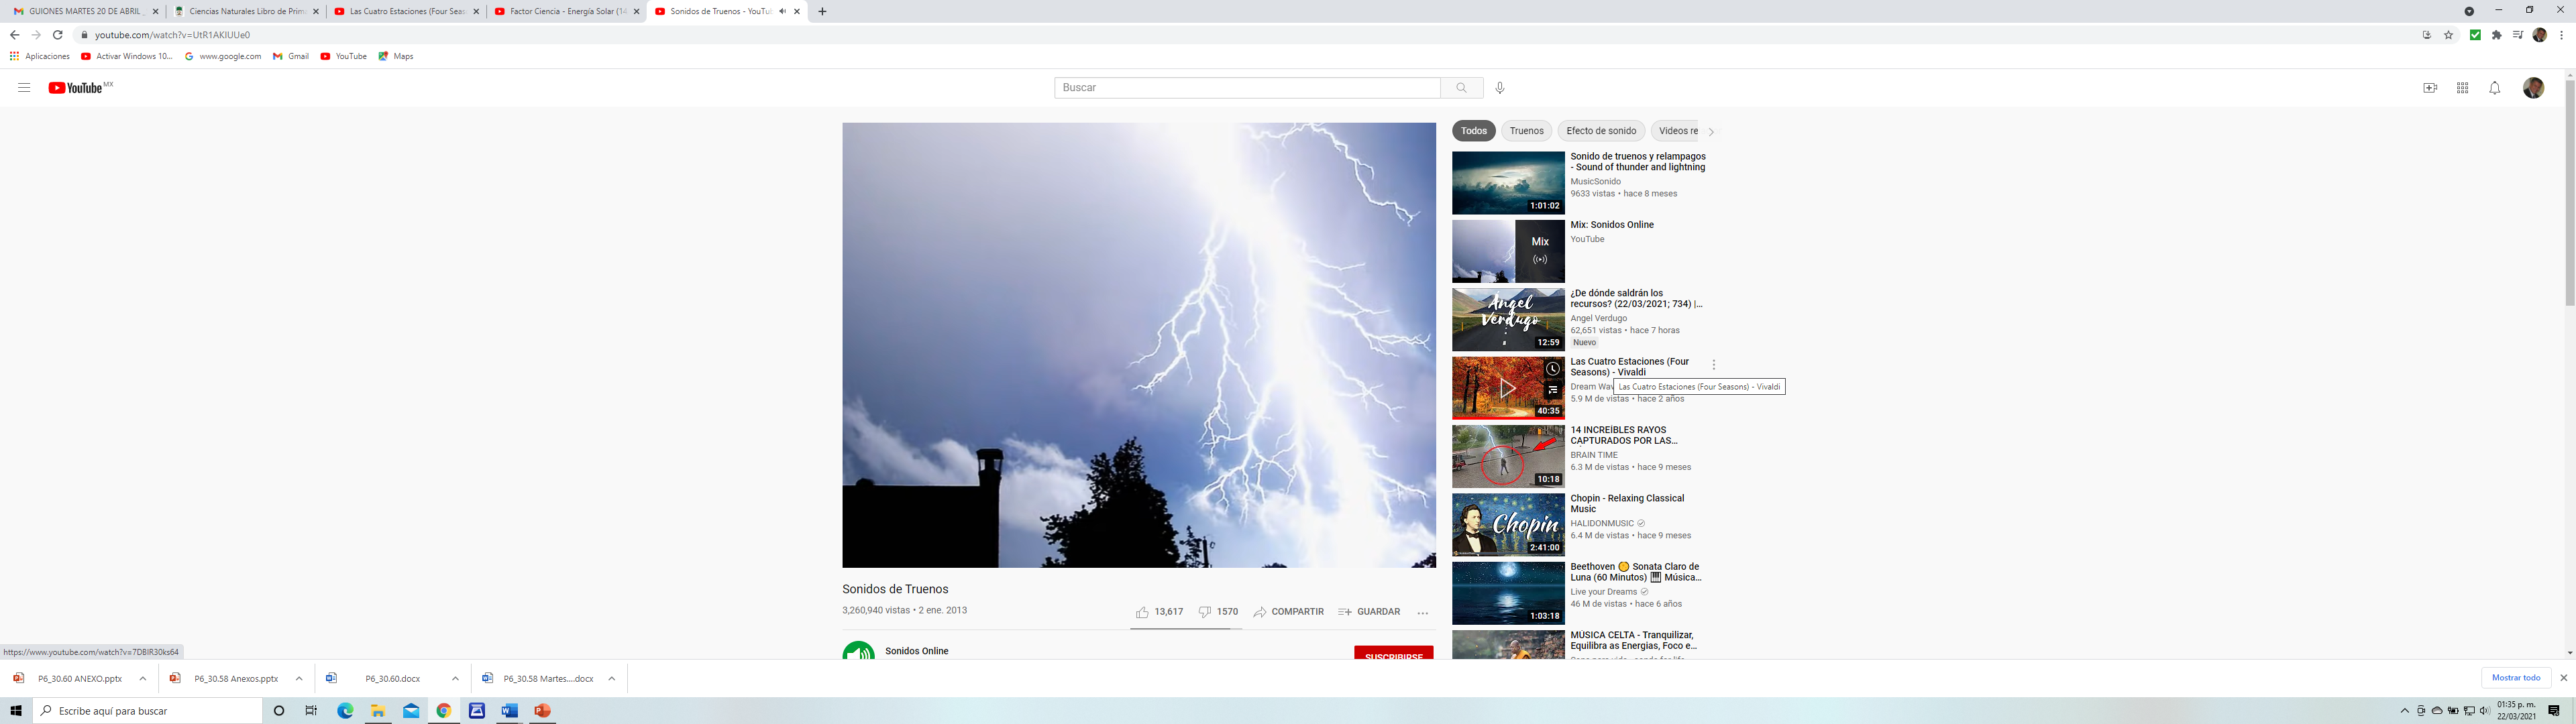 GUIONES MARTES 20 DE ABRIL
Ciencias Naturales Libro de Prim
Las Cuatro Estaciones (Four Seas
Factor Ciencia - Energía Solar (14
Sonidos de Truenos - YouTu
youtube.com/watch?v=UtR1AKIUUe0
Aplicaciones
Activar Windows 10...
www.google.com
Gmail
YouTube
Maps
YouTube MX
Buscar
Todos
Truenos
Efecto de sonido
Videos re
Sonido de truenos y relampagos
- Sound of thunder and lightning
MusicSonido
9633 vistas • hace 8 meses
1:01:02
Mix
Mix: Sonidos Online
YouTube
Angel
Verdugo
12:59
¿De dónde saldrán los
recursos? (22/03/2021; 734) |...
Angel Verdugo
62,651 vistas • hace 7 horas
Nuevo
Las Cuatro Estaciones (Four
Seasons) - Vivaldi
Dream Wav
Las Cuatro Estaciones (Four Seasons) - Vivaldi
5.9 M de vistas • hace 2 años
40:35
14 INCREÍBLES RAYOS
CAPTURADOS POR LAS...
BRAIN TIME
6.3 M de vistas • hace 9 meses
10:18
Chopin
2:41:00
Chopin - Relaxing Classical
Music
HALIDONMUSIC
6.4 M de vistas • hace 9 meses
Beethoven Sonata Claro de
Luna (60 Minutos) Música...
Live your Dreams
46 M de vistas • hace 6 años
1:03:18
MÚSICA CELTA - Tranquilizar,
Equilibra as Energias, Foco e...
Sonidos de Truenos
3,260,940 vistas • 2 ene. 2013
13,617
1570
COMPARTIR
GUARDAR
Sonidos Online
SUSCRIBIRSE
https://www.youtube.com/watch?v=7DBIR30ks64
P6_30.60 ANEXO.pptx
P6_30.58 Anexos.pptx
P6_30.60.docx
P6_30.58 Martes....docx
Mostrar todo
Escribe aquí para buscar
01:35 p. m.
22/03/2021